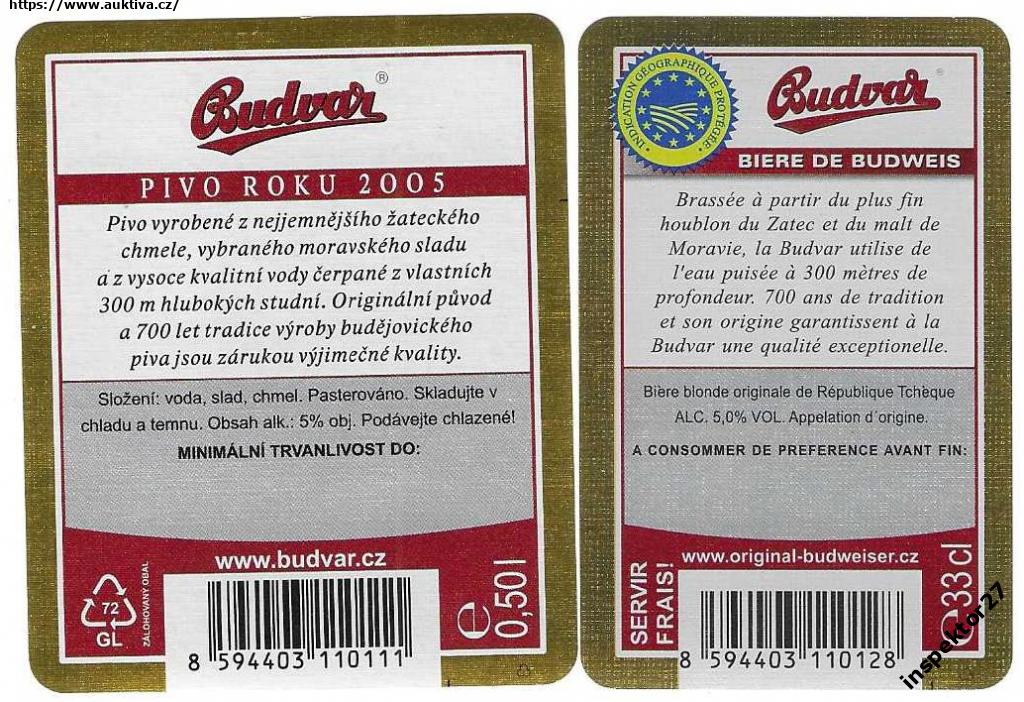 https://www.auktiva.cz/
Budvar®
PIVO ROKU 2005
Pivo vyrobené z nejjemnějšího žateckého
chmele, vybraného moravského sladu
a z vysoce kvalitní vody čerpané z vlastních
300 m hlubokých studní. Originální původ
a 700 let tradice výroby budějovického
piva jsou zárukou výjimečné kvality.
Složení: voda, slad, chmel. Pasterováno. Skladujte v
chladu a temnu. Obsah alk.: 5% obj. Podávejte chlazené!
MINIMÁLNÍ TRVANLIVOST DO:
www.budvar.cz
72
GL
ZÁLOHOVANÝ OBAL
8 594403 110111
e 0,50 l
INDICATION GÉOGRAPHIQUE PROTÉGÉE
Budvar®
BIERE DE BUDWEIS
Brassée à partir du plus fin
houblon du Zatec et du malt de
Moravie, la Budvar utilise de
l'eau puisée à 300 mètres de
profondeur. 700 ans de tradition
et son origine garantissent à la
Budvar une qualité exceptionelle.
Bière blonde originale de République Tchèque
ALC. 5,0% VOL. Appelation d´origine.
A CONSOMMER DE PREFERENCE AVANT FIN:
www.original-budweiser.cz
SERVIR
FRAIS!
8 594403 110128
e 33 cl
inspektor27